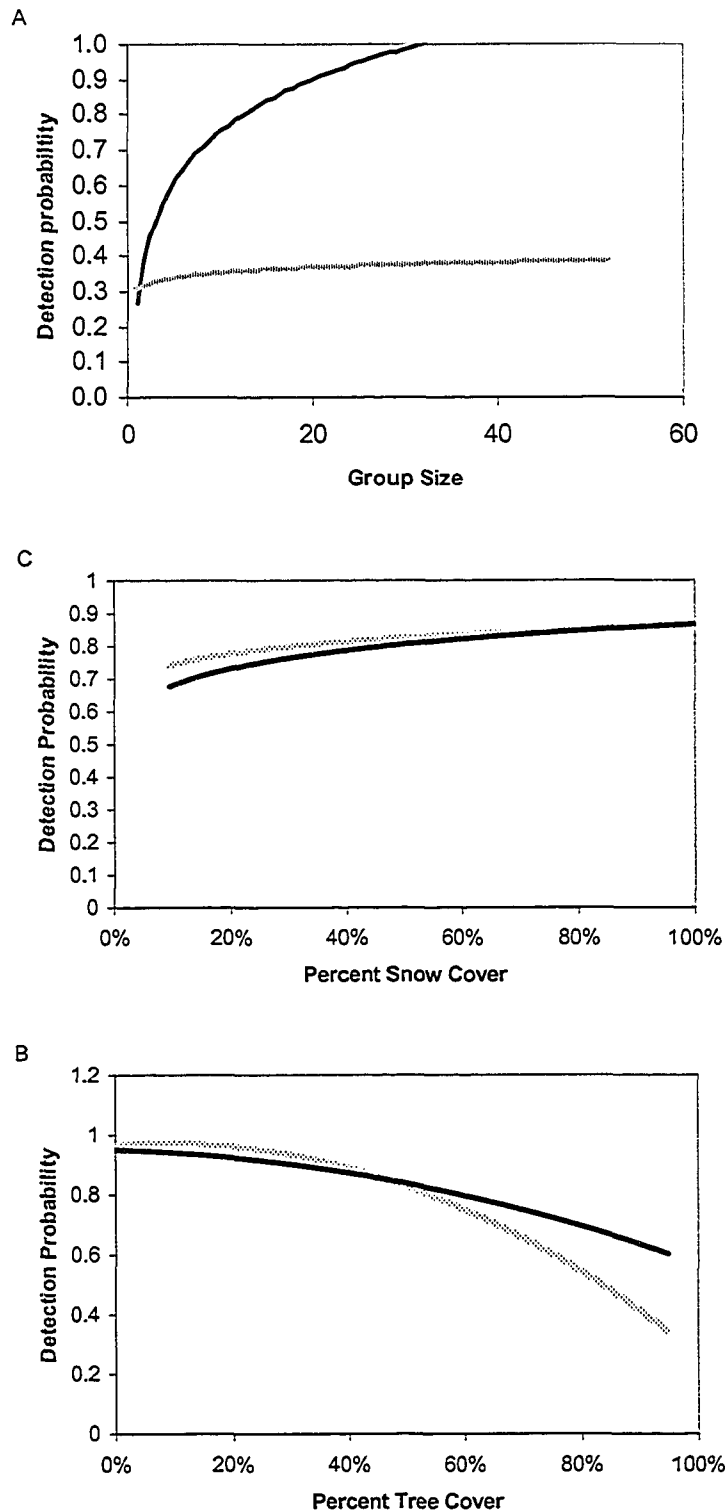 A
1.0
0.9
0.8
0.7
0.6
0.5
0.4
0.3
0.2
0.1
0.0
Detection probabiltity
0 20 40 60
Group Size
C
1
0.9
0.8
0.7
0.6
0.5
0.4
0.3
0.2
0.1
0
Detection Probability
0% 20% 40% 60% 80% 100%
Percent Snow Cover
B
1.2
1
0.8
0.6
0.4
0.2
0
Detection Probability
0% 20% 40% 60% 80% 100%
Percent Tree Cover